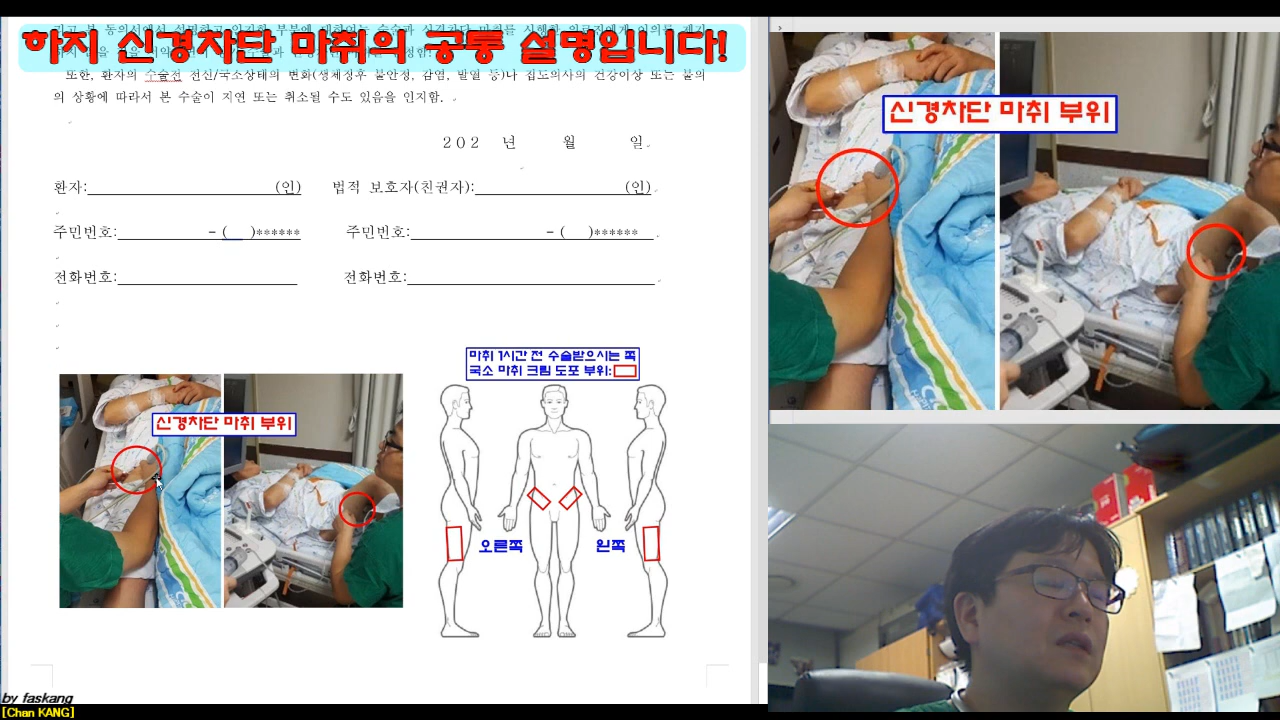 하지 신경차단 마취의 공통 설명입니다!
또한, 환자의 수술전 전신/국소상태의 변화(생체징후 불안정, 감염, 발열 등)나 집도의사의 건강이상 또는 불의
의 상황에 따라서 본 수술이 지연 또는 취소될 수도 있음을 인지함.
202 년 월 일
환자: (인) 법적 보호자(친권자): (인)
주민번호: - ( )****** 주민번호: - ( )******
전화번호: 전화번호:
마취 1시간 전 수술받으시는 쪽
국소 마취 크림 도포 부위:
신경차단 마취 부위
오른쪽 왼쪽
신경차단 마취 부위
by faskang
[Chan KANG]